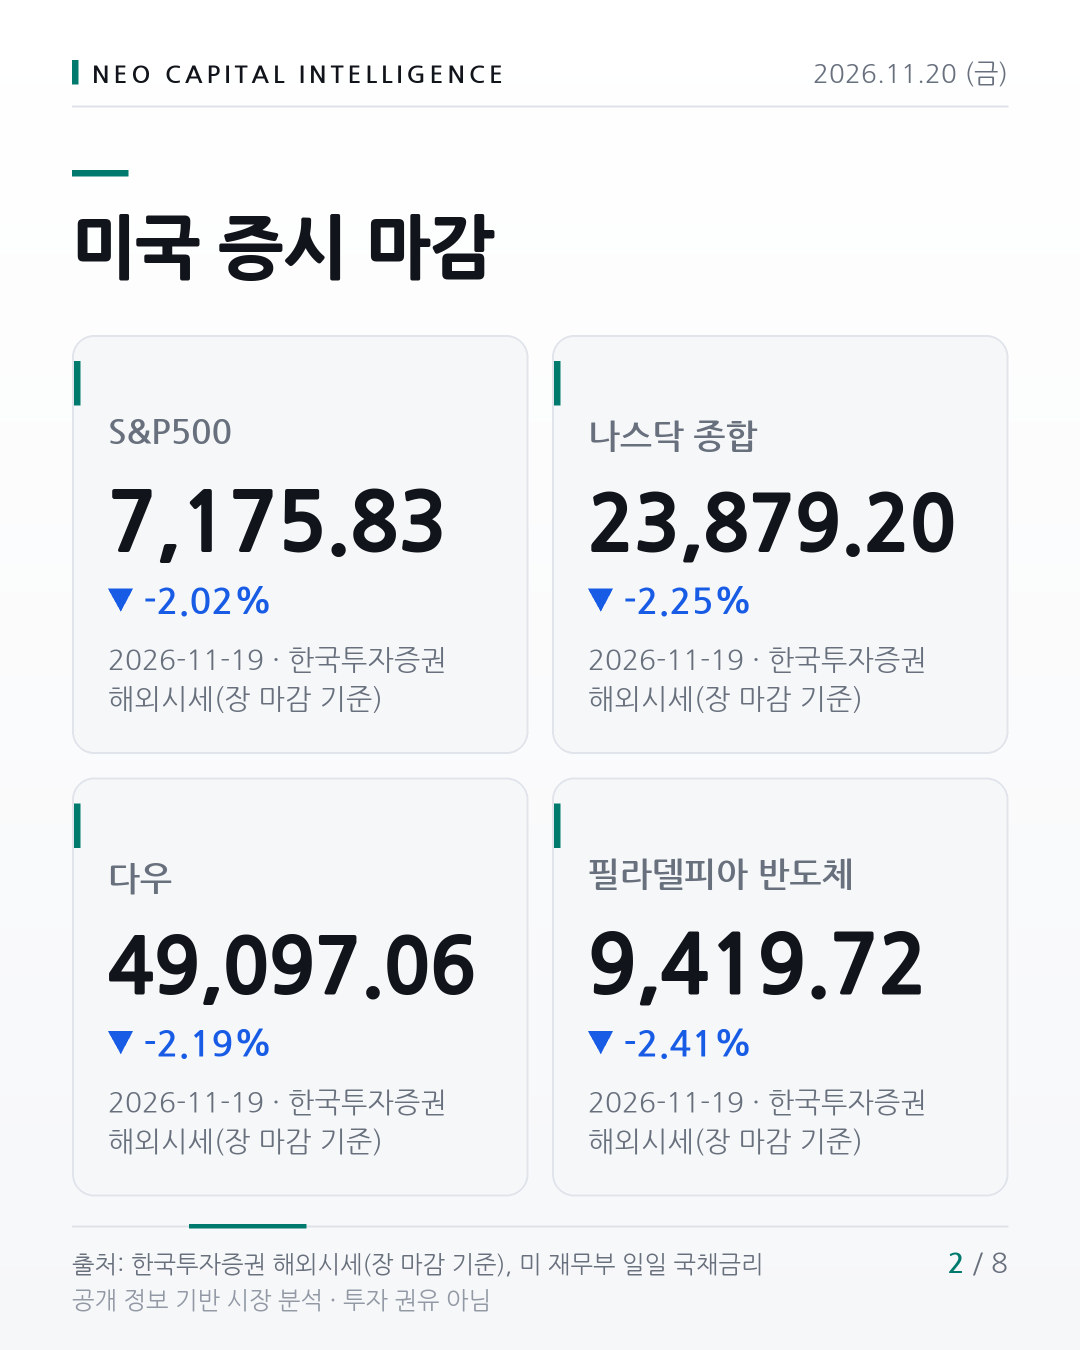 NEO CAPITAL INTELLIGENCE
2026.11.20 (금)
미국 증시 마감
S&P500
7,175.83
▼ -2.02%
2026-11-19 · 한국투자증권
해외시세(장 마감 기준)
나스닥 종합
23,879.20
▼ -2.25%
2026-11-19 · 한국투자증권
해외시세(장 마감 기준)
다우
49,097.06
▼ -2.19%
2026-11-19 · 한국투자증권
해외시세(장 마감 기준)
필라델피아 반도체
9,419.72
▼ -2.41%
2026-11-19 · 한국투자증권
해외시세(장 마감 기준)
출처: 한국투자증권 해외시세(장 마감 기준), 미 재무부 일일 국채금리
공개 정보 기반 시장 분석 · 투자 권유 아님
2 / 8